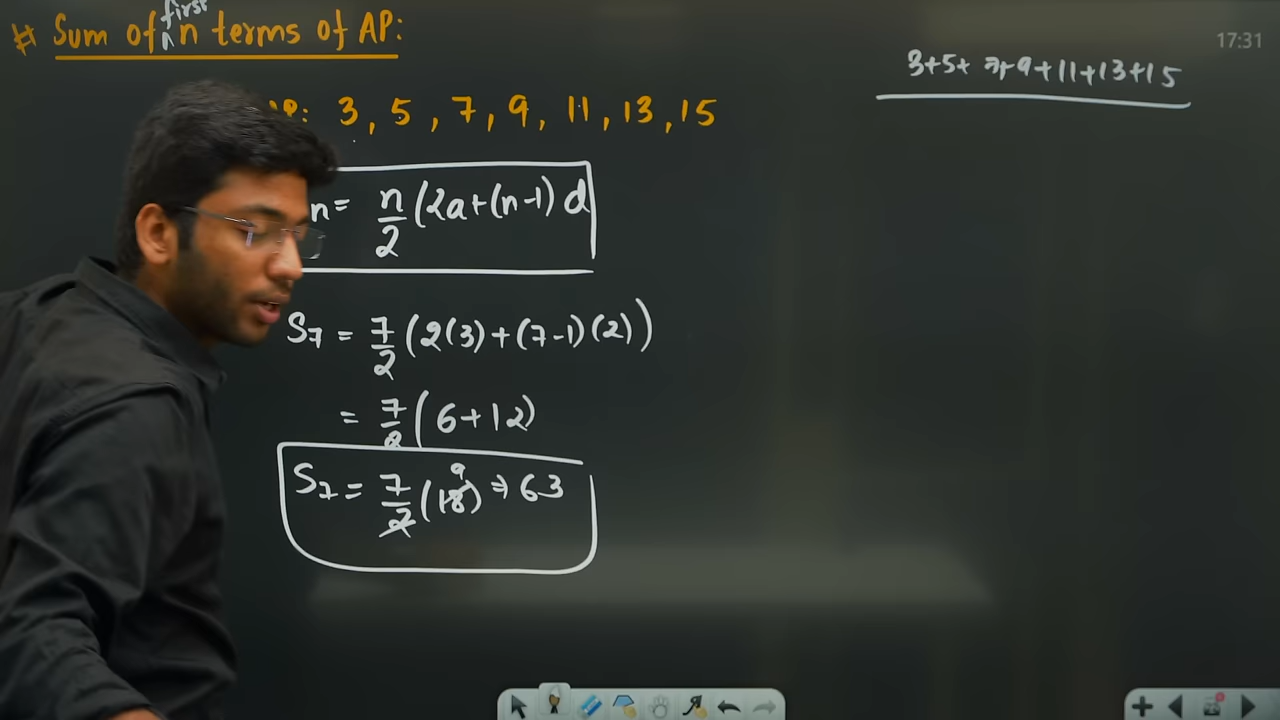 # Sum of first n terms of AP:
17:31
3+5+7+9+11+13+15
P: 3, 5, 7, 9, 11, 13, 15
n = n/2 (2a+(n-1) d
S₇ = 7/2 (2(3)+(7-1)(2))
= 7/2 (6+12)
S₇ = 7/2 (18) 9 ⇒ 63